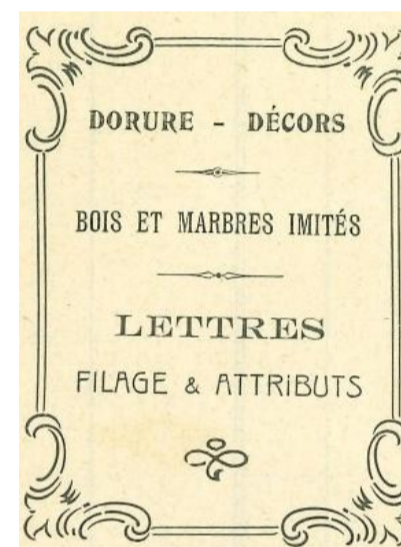 DORURE - DÉCORS
BOIS ET MARBRES IMITÉS
LETTRES
FILAGE & ATTRIBUTS